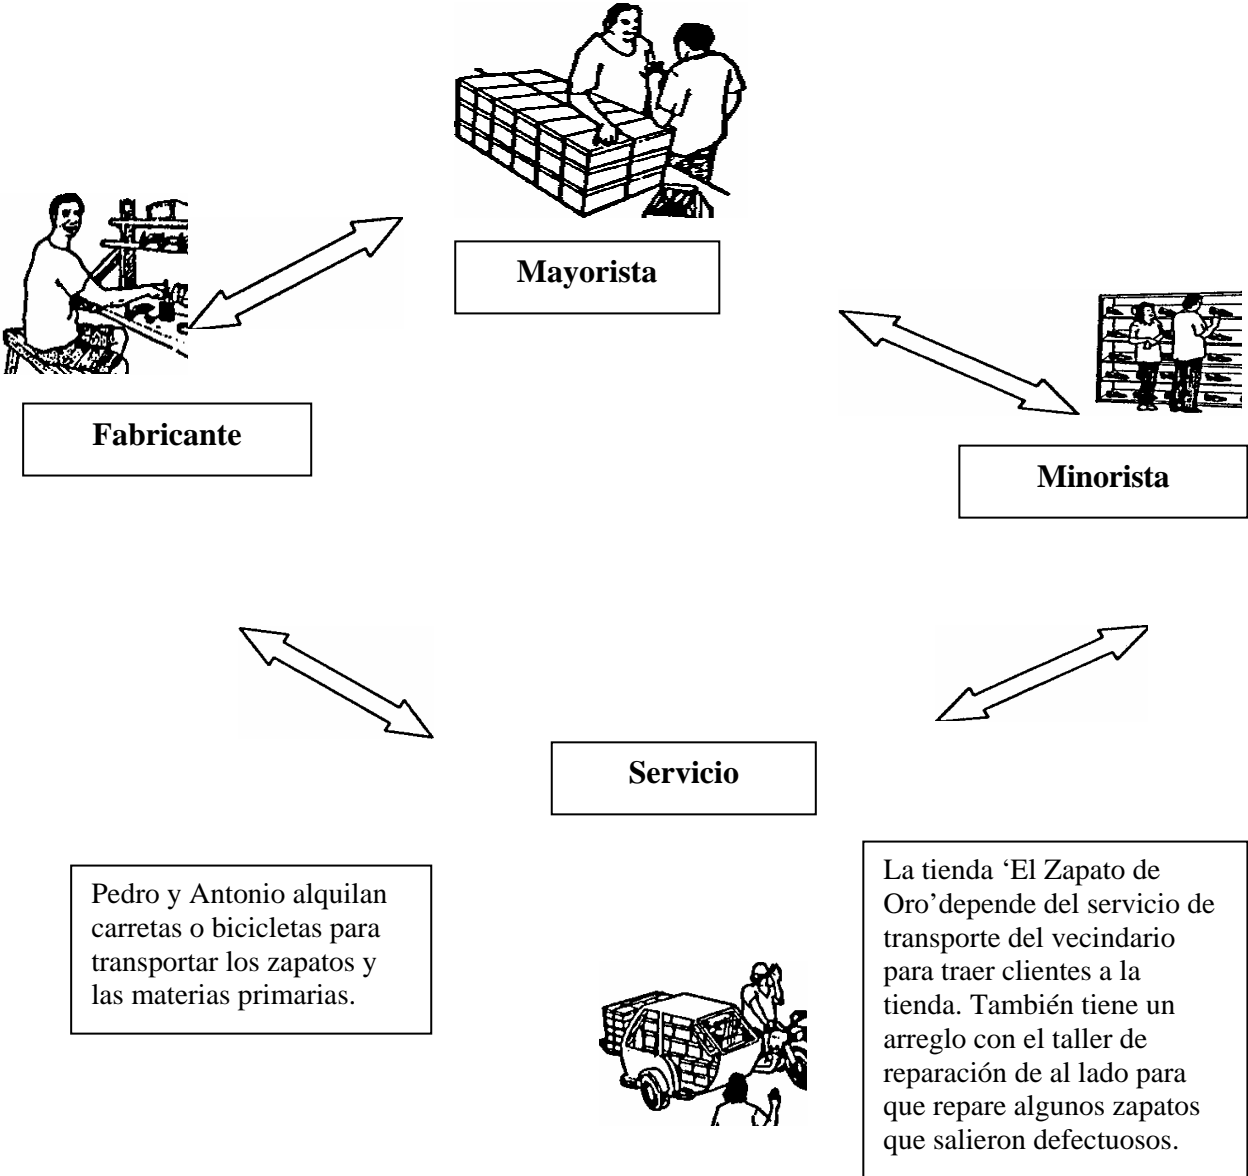 Mayorista
Fabricante
Minorista
Servicio
Pedro y Antonio alquilan
carretas o bicicletas para
transportar los zapatos y
las materias primarias.
La tienda ‘El Zapato de
Oro’depende del servicio de
transporte del vecindario
para traer clientes a la
tienda. También tiene un
arreglo con el taller de
reparación de al lado para
que repare algunos zapatos
que salieron defectuosos.